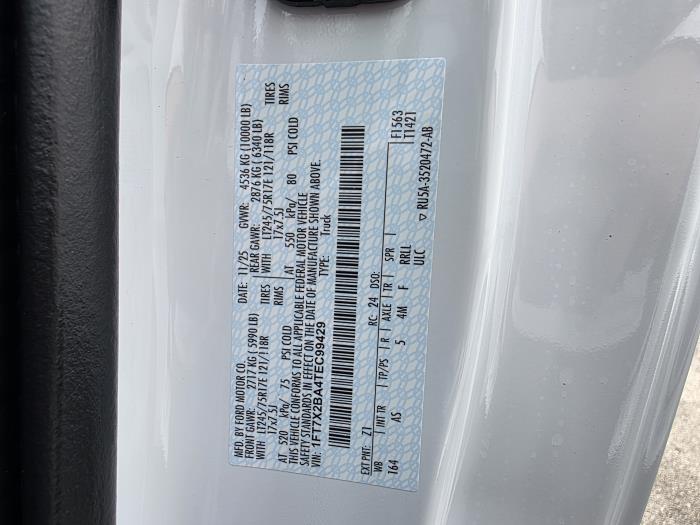 MFD. BY FORD MOTOR CO.
DATE: 11/25 GVWR: 4536 KG (10000 LB)
FRONT GAWR: 2717 KG (5990 LB) REAR GAWR: 2876 KG (6340 LB)
WITH LT245/75R17E 121/118R TIRES WITH LT245/75R17E 121/118R TIRES
17x7.5J RIMS 17x7.5J RIMS
AT 520 kPa/ 75 PSI COLD AT 550 kPa/ 80 PSI COLD
THIS VEHICLE CONFORMS TO ALL APPLICABLE FEDERAL MOTOR VEHICLE
SAFETY STANDARDS IN EFFECT ON THE DATE OF MANUFACTURE SHOWN ABOVE.
VIN: 1FT7X2BA4TEC99429 TYPE: Truck
F1563
T1421
EXT PNT: Z1 RC: 24 DSO:
WB INT TR TP/PS R AXLE TR SPR
164 AS 5 4M F RRLL
ULC ▽ RU5A-3520472-AB